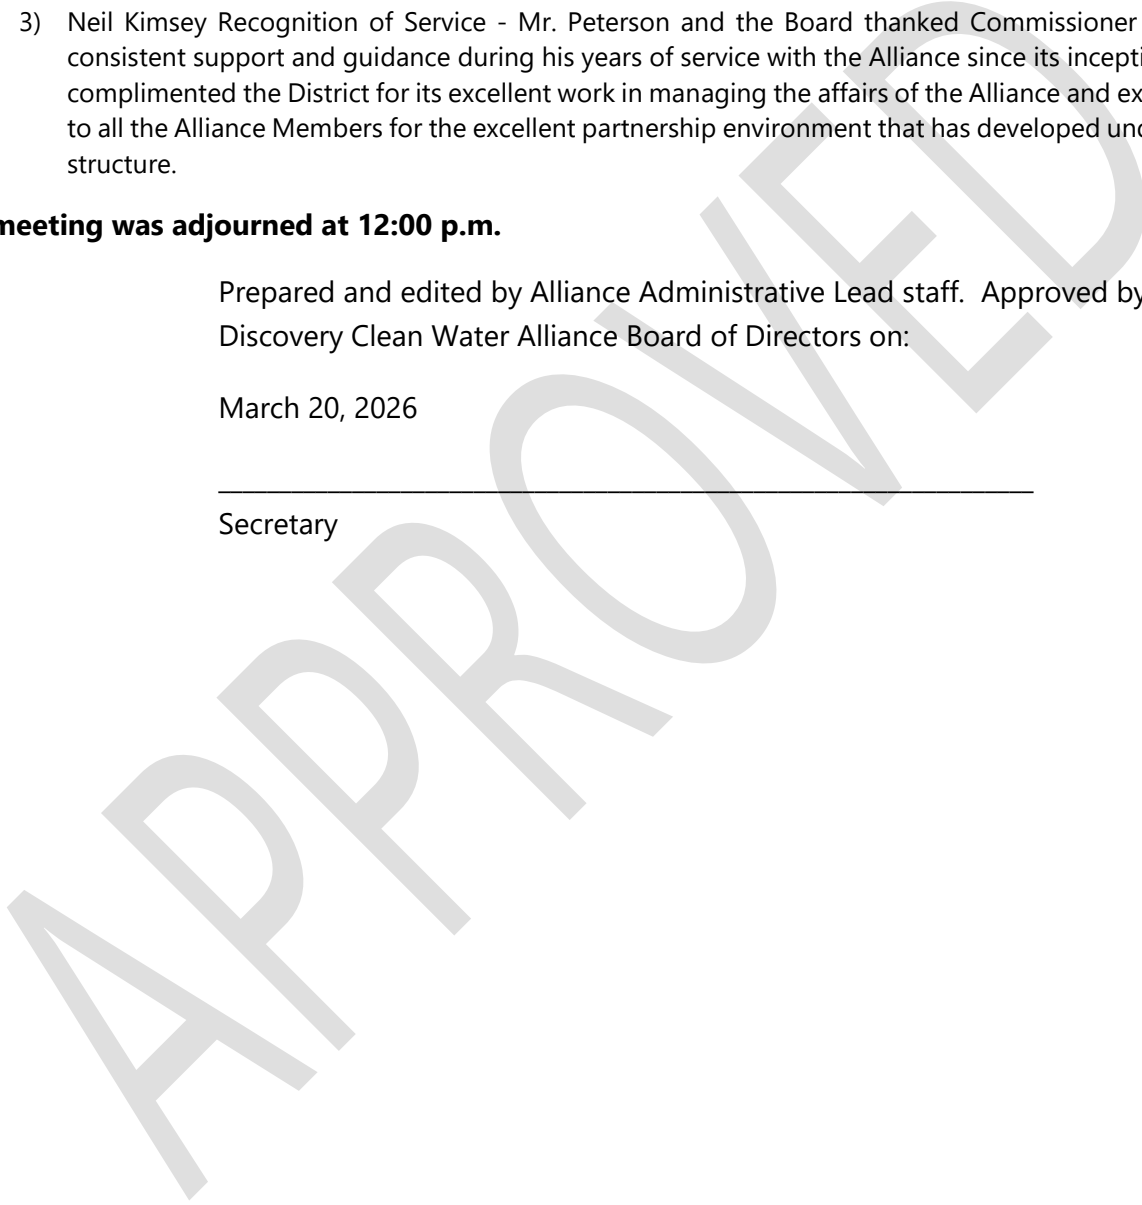 3) Neil Kimsey Recognition of Service - Mr. Peterson and the Board thanked Commissioner
consistent support and guidance during his years of service with the Alliance since its
complimented the District for its excellent work in managing the affairs of the Alliance and
to all the Alliance Members for the excellent partnership environment that has developed
structure.
meeting was adjourned at 12:00 p.m.
Prepared and edited by Alliance Administrative Lead staff. Approved by
Discovery Clean Water Alliance Board of Directors on:
March 20, 2026
Secretary
APPROVED